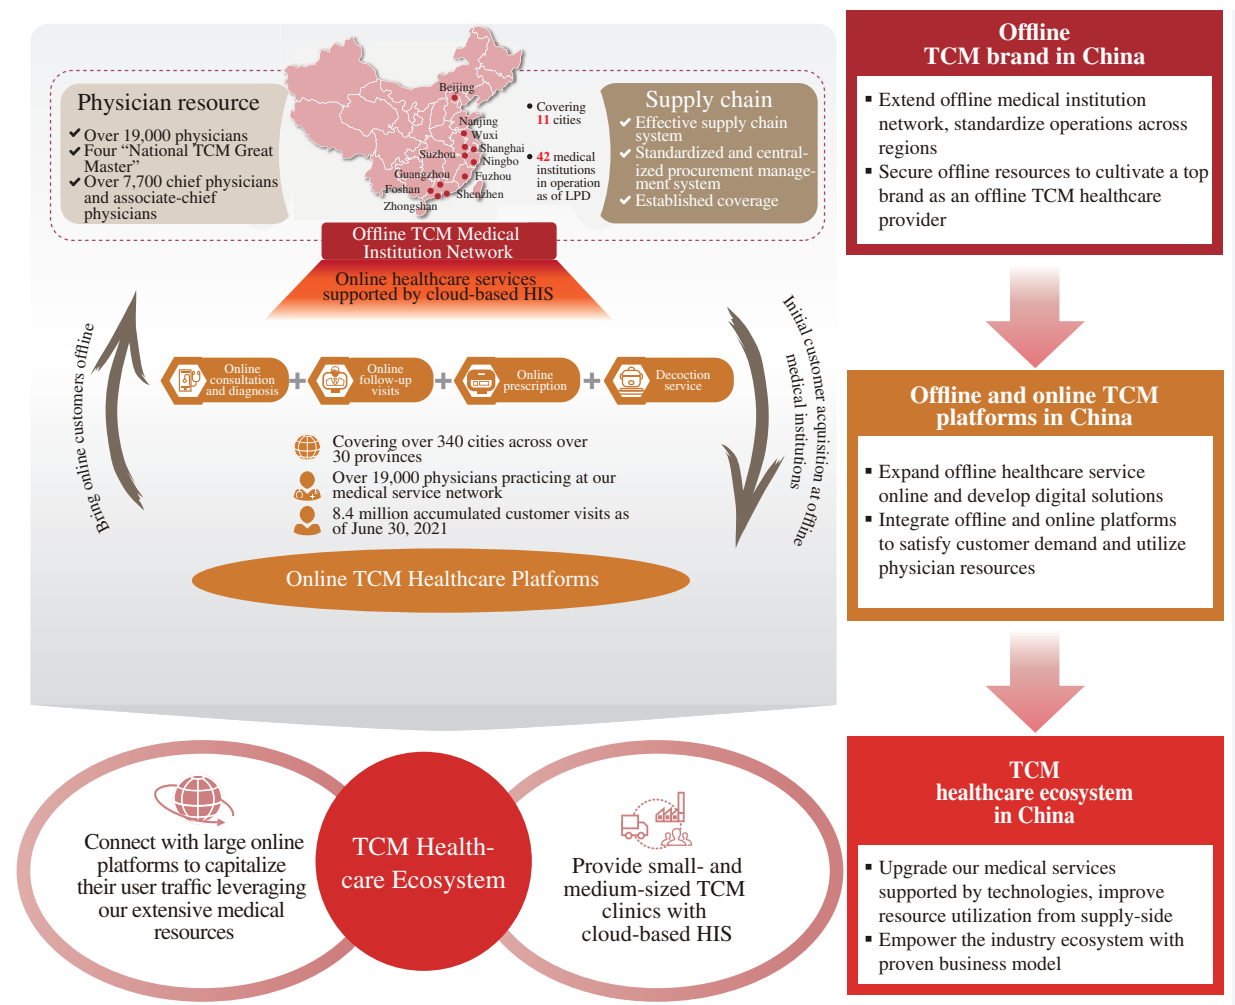 Physician resource
Over 19,000 physicians
Four “National TCM Great
Master”
Over 7,700 chief physicians
and associate-chief
physicians
Beijing
Nanjing
Wuxi
Shanghai
Suzhou
Ningbo
Guangzhou
Fuzhou
Foshan
Shenzhen
Zhongshan
Covering
11 cities
42 medical
institutions
in operation
as of LPD
Supply chain
Effective supply chain
system
Standardized and central-
ized procurement manage-
ment system
Established coverage
Offline TCM Medical
Institution Network
Online healthcare services
supported by cloud-based HIS
Bring online customers offline
Initial customer acquisition at offline
medical institutions
Online
consultation
and diagnosis
+
Online
follow-up
visits
+
Online
prescription
+
Decoction
service
Covering over 340 cities across over
30 provinces
Over 19,000 physicians practicing at our
medical service network
8.4 million accumulated customer visits as
of June 30, 2021
Online TCM Healthcare Platforms
Connect with large online
platforms to capitalize
their user traffic leveraging
our extensive medical
resources
TCM Health-
care Ecosystem
Provide small- and
medium-sized TCM
clinics with
cloud-based HIS
Offline
TCM brand in China
Extend offline medical institution
network, standardize operations across
regions
Secure offline resources to cultivate a top
brand as an offline TCM healthcare
provider
Offline and online TCM
platforms in China
Expand offline healthcare service
online and develop digital solutions
Integrate offline and online platforms
to satisfy customer demand and utilize
physician resources
TCM
healthcare ecosystem
in China
Upgrade our medical services
supported by technologies, improve
resource utilization from supply-side
Empower the industry ecosystem with
proven business model